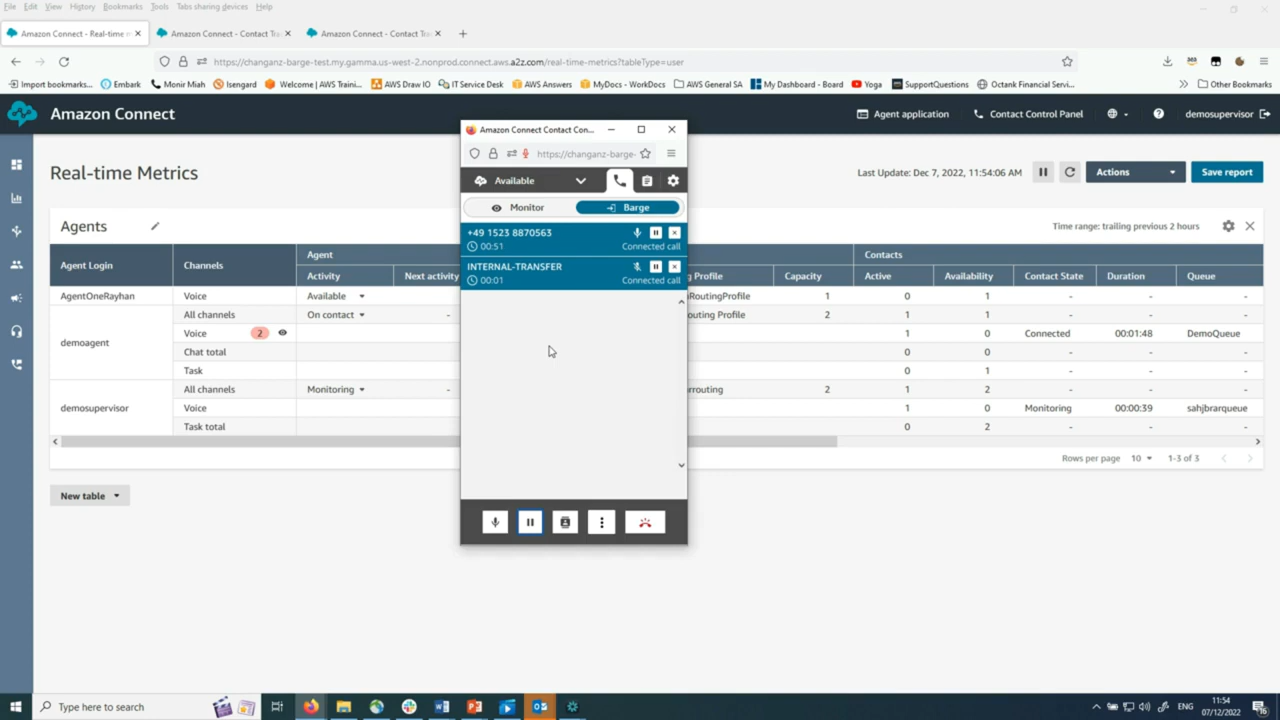 File Edit View History Bookmarks Tools Tabs sharing devices Help
Amazon Connect - Real-time m
Amazon Connect - Contact Tra
Amazon Connect - Contact Tra
https://changanz-barge-test.my.gamma.us-west-2.nonprod.connect.aws.a2z.com/real-time-metrics?tableType=user
Import bookmarks... Embark Monir Miah Isengard Welcome | AWS Traini... AWS Draw IO IT Service Desk AWS Answers MyDocs - WorkDocs AWS General SA My Dashboard - Board Yoga SupportQuestions Octank Financial Servi... Other Bookmarks
Amazon Connect
Agent application Contact Control Panel demosupervisor
Real-time Metrics
Last Update: Dec 7, 2022, 11:54:06 AM
Actions
Save report
Agents
Time range: trailing previous 2 hours
Agent Login Channels Agent Contacts
Activity Next activity g Profile Capacity Active Availability Contact State Duration Queue
AgentOneRayhan Voice Available nRoutingProfile 1 0 1 - - -
demoagent
All channels On contact - outing Profile 2 1 1 - - -
Voice 2 1 0 Connected 00:01:48 DemoQueue
Chat total 0 0 - - -
Task 0 1 - - -
demosupervisor
All channels Monitoring - rrouting 2 1 2 - - -
Voice 1 0 Monitoring 00:00:39 sahjbrarqueue
Task total 0 2 - - -
Rows per page 10 1-3 of 3
New table
Amazon Connect Contact Con...
https://changanz-barge-
Available
Monitor
Barge
+49 1523 8870563
00:51 Connected call
INTERNAL-TRANSFER
00:01 Connected call
Type here to search
ENG
11:54
07/12/2022
16